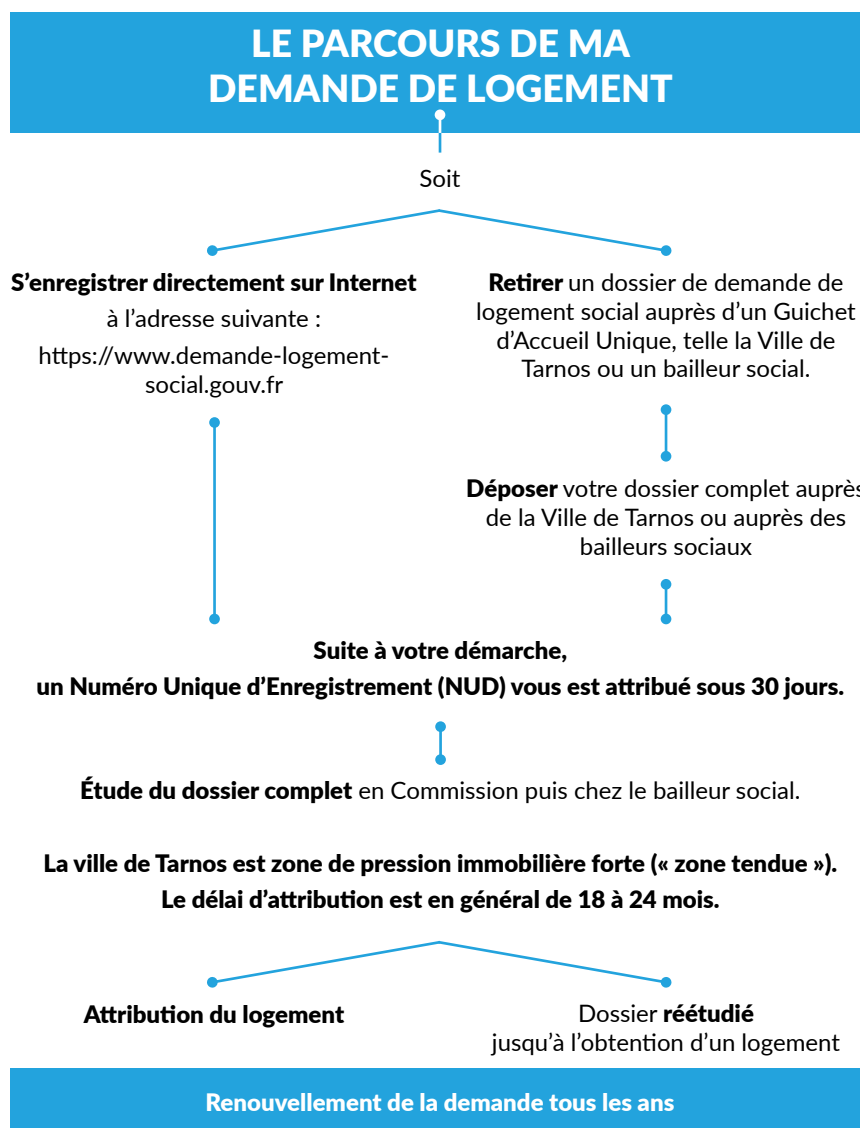 LE PARCOURS DE MA
DEMANDE DE LOGEMENT
Soit
S'enregistrer directement sur Internet
à l'adresse suivante :
https://www.demande-logement-
social.gouv.fr
Retirer un dossier de demande de
logement social auprès d'un Guichet
d'Accueil Unique, telle la Ville de
Tarnos ou un bailleur social.
Déposer votre dossier complet auprès
de la Ville de Tarnos ou auprès des
bailleurs sociaux
Suite à votre démarche,
un Numéro Unique d'Enregistrement (NUD) vous est attribué sous 30 jours.
Étude du dossier complet en Commission puis chez le bailleur social.
La ville de Tarnos est zone de pression immobilière forte (« zone tendue »).
Le délai d'attribution est en général de 18 à 24 mois.
Attribution du logement
Dossier réétudié
jusqu'à l'obtention d'un logement
Renouvellement de la demande tous les ans